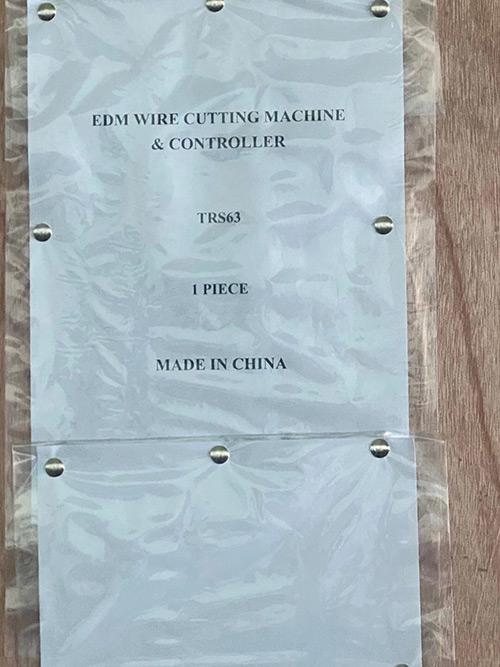 EDM WIRE CUTTING MACHINE
& CONTROLLER
TRS63
1 PIECE
MADE IN CHINA